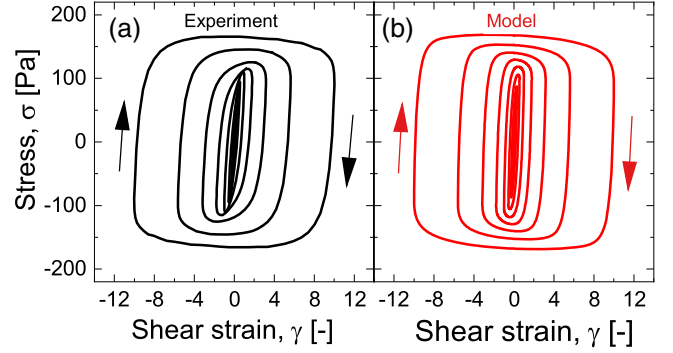 (a) Experiment
(b) Model
Stress, σ [Pa]
200
100
0
-100
-200
-12 -8 -4 0 4 8 12
-12 -8 -4 0 4 8 12
Shear strain, γ [-]
Shear strain, γ [-]